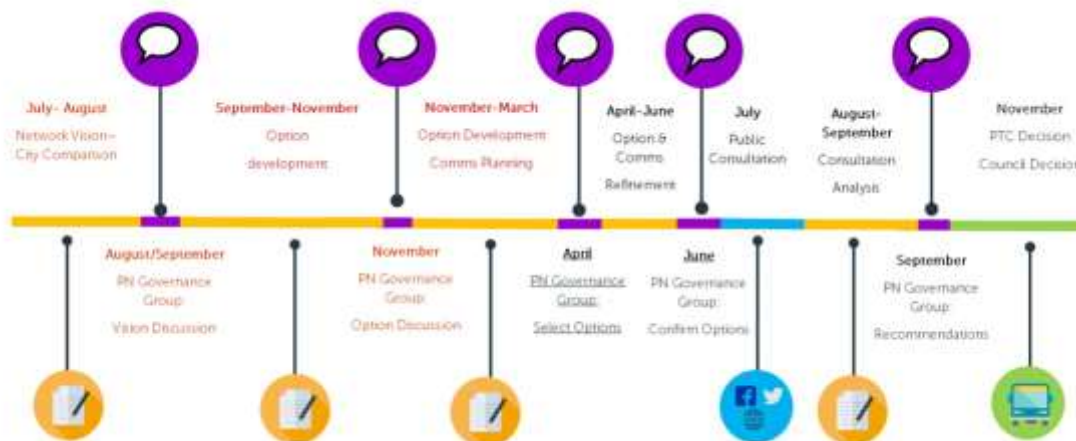 July- August
Network Vision–
City Comparison
September-November
Option
development
November-March
Option Development
Comms Planning
April-June
Option &
Comms
Refinement
July
Public
Consultation
August-
September
Consultation
Analysis
November
PTC Decision
Council Decision
August/September
PN Governance
Group:
Vision Discussion
November
PN Governance
Group:
Option Discussion
April
PN Governance
Group:
Select Options
June
PN Governance
Group:
Confirm Options
September
PN Governance
Group:
Recommendations